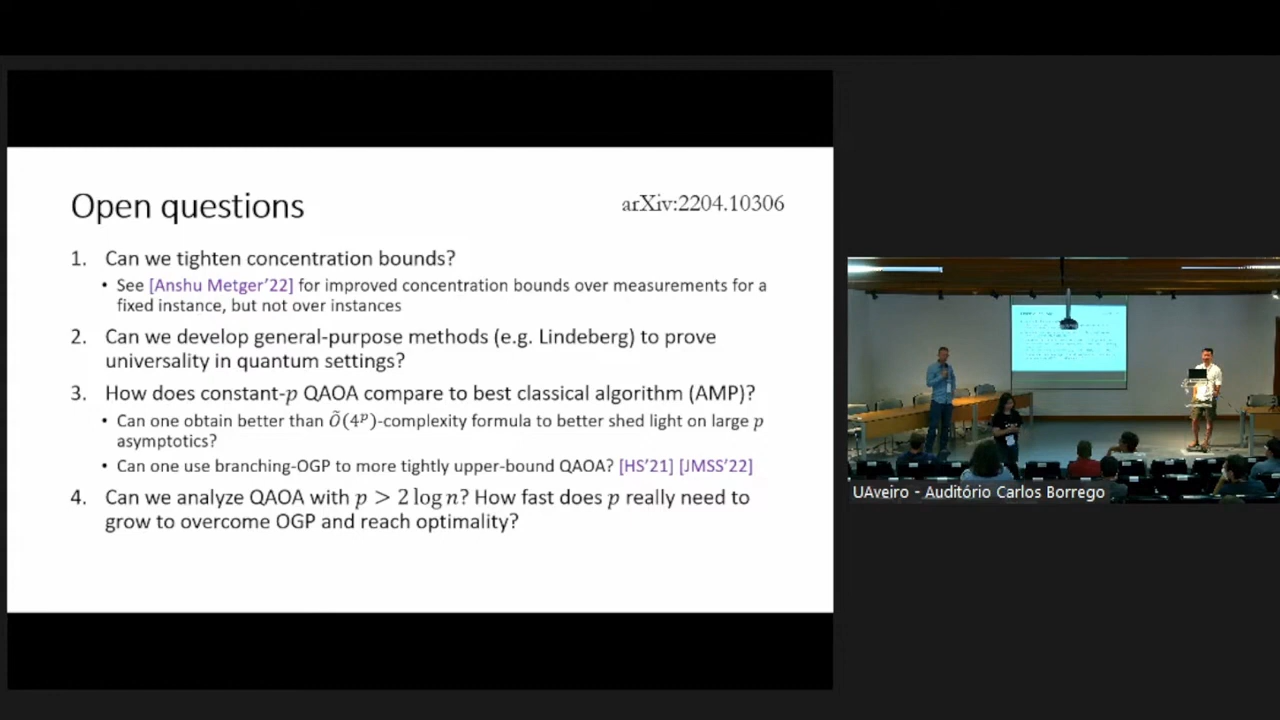 Open questions
arXiv:2204.10306
1. Can we tighten concentration bounds?
• See [Anshu Metger'22] for improved concentration bounds over measurements for a
fixed instance, but not over instances
2. Can we develop general-purpose methods (e.g. Lindeberg) to prove
universality in quantum settings?
3. How does constant-p QAOA compare to best classical algorithm (AMP)?
• Can one obtain better than Õ(4^p)-complexity formula to better shed light on large p
asymptotics?
• Can one use branching-OGP to more tightly upper-bound QAOA? [HS'21] [JMSS'22]
4. Can we analyze QAOA with p > 2 log n? How fast does p really need to
grow to overcome OGP and reach optimality?
UAveiro - Auditório Carlos Borrego